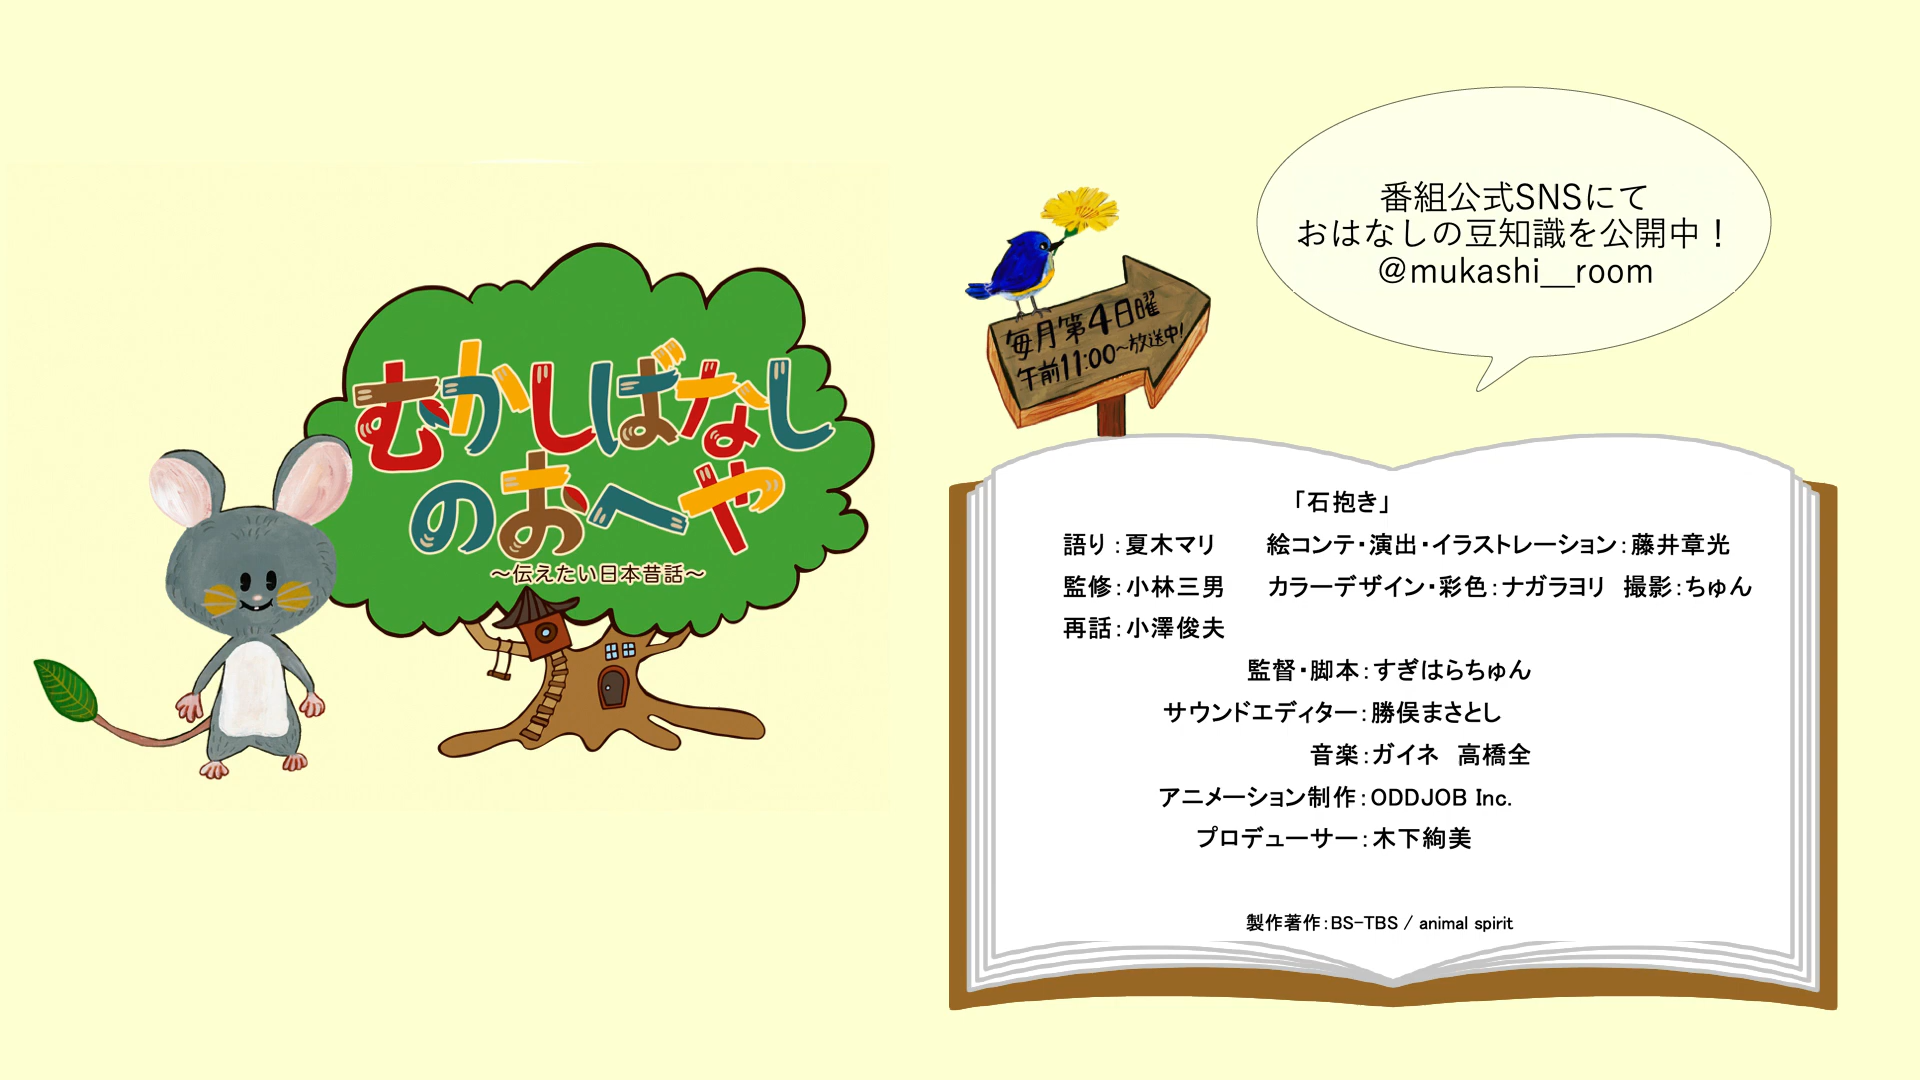 むかしばなし
のおへや
～伝えたい日本昔話～
毎月第4日曜
午前11:00～放送中!
番組公式SNSにて
おはなしの豆知識を公開中！
@mukashi__room
「石抱き」
語り：夏木マリ　絵コンテ・演出・イラストレーション：藤井章光
監修：小林三男　カラーデザイン・彩色：ナガラヨリ　撮影：ちゅん
再話：小澤俊夫
監督・脚本：すぎはらちゅん
サウンドエディター：勝俣まさとし
音楽：ガイネ　高橋全
アニメーション制作：ODDJOB Inc.
プロデューサー：木下絢美
製作著作：BS-TBS / animal spirit